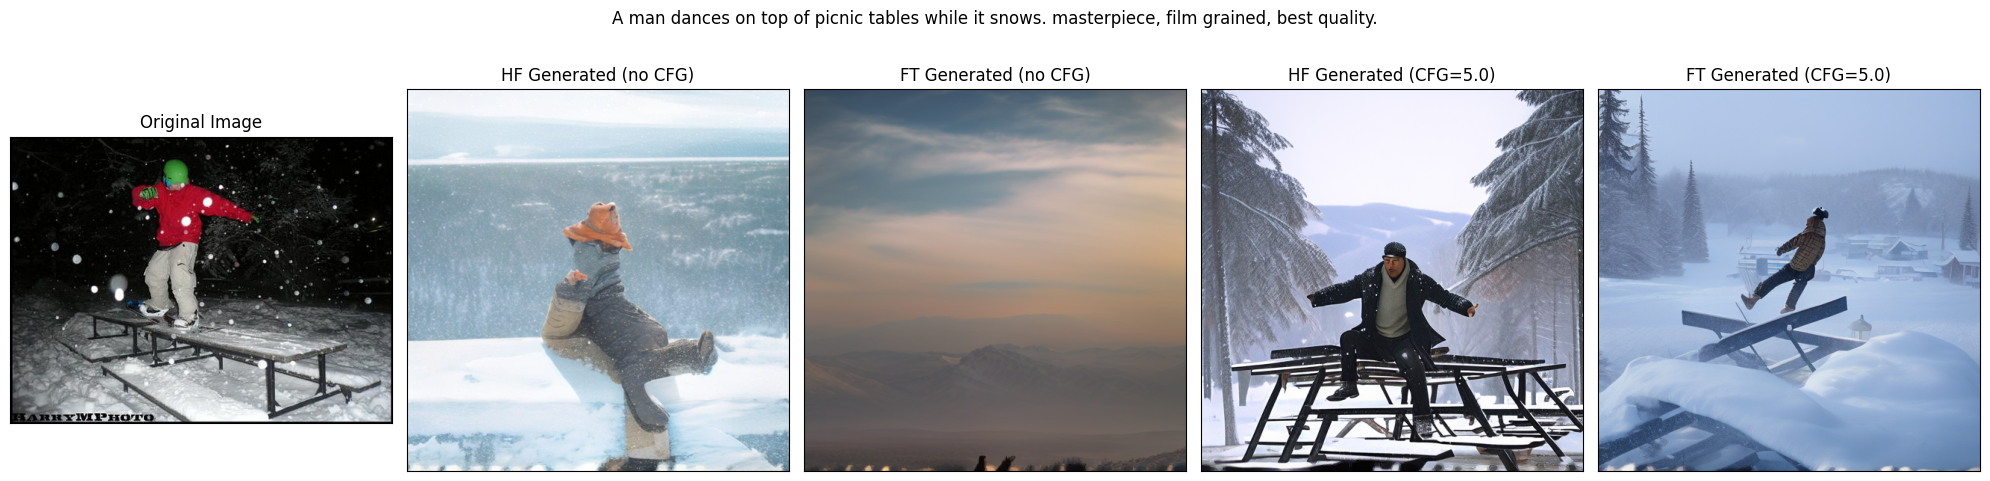 A man dances on top of picnic tables while it snows. masterpiece, film grained, best quality.
Original Image
HF Generated (no CFG)
FT Generated (no CFG)
HF Generated (CFG=5.0)
FT Generated (CFG=5.0)
HARRYMPHOTO